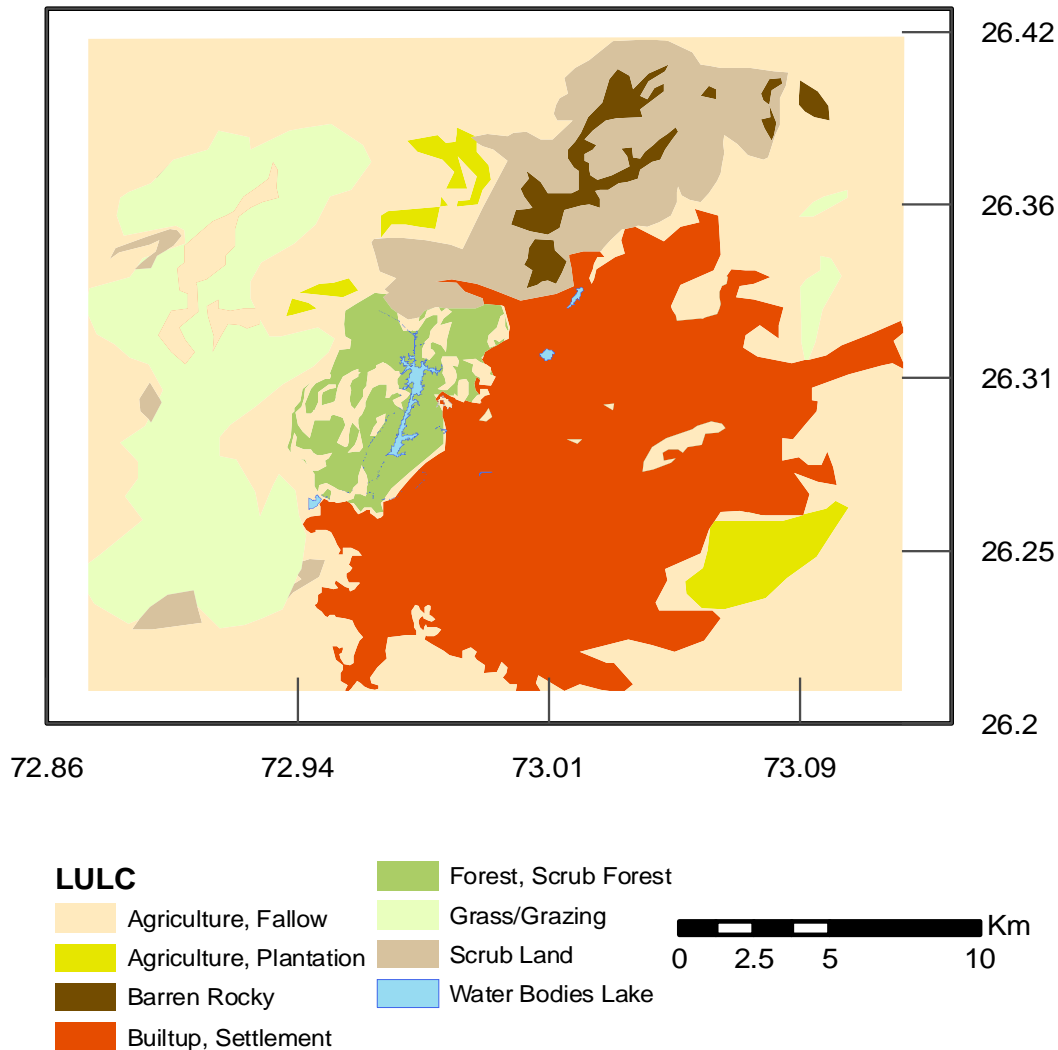 26.42
26.36
26.31
26.25
26.2
72.86 72.94 73.01 73.09
LULC
Agriculture, Fallow
Agriculture, Plantation
Barren Rocky
Builtup, Settlement
Forest, Scrub Forest
Grass/Grazing
Scrub Land
Water Bodies Lake
Km
0 2.5 5 10